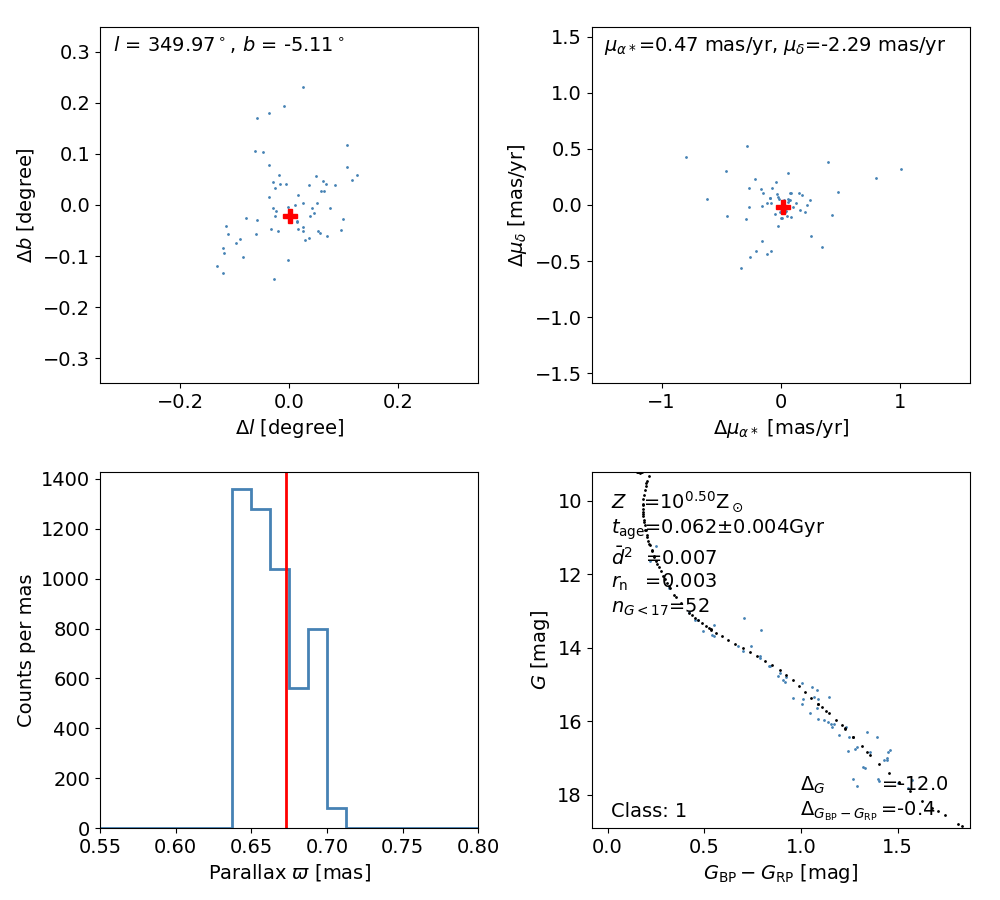 l = 349.97°, b = -5.11°
0.3
0.2
0.1
0.0
−0.1
−0.2
−0.3
Δb [degree]
−0.2
0.0
0.2
Δl [degree]
μα*=0.47 mas/yr, μδ=-2.29 mas/yr
1.5
1.0
0.5
0.0
−0.5
−1.0
−1.5
Δμδ [mas/yr]
−1
0
1
Δμα* [mas/yr]
1400
1200
1000
800
600
400
200
0
Counts per mas
0.55
0.60
0.65
0.70
0.75
0.80
Parallax ϖ [mas]
Z =10^0.50 Z⊙
tage=0.062±0.004Gyr
d̄² =0.007
rn =0.003
nG<17=52
10
12
14
16
18
G [mag]
ΔG =-12.0
ΔGBP−GRP =-0.4
Class: 1
0.0
0.5
1.0
1.5
GBP − GRP [mag]